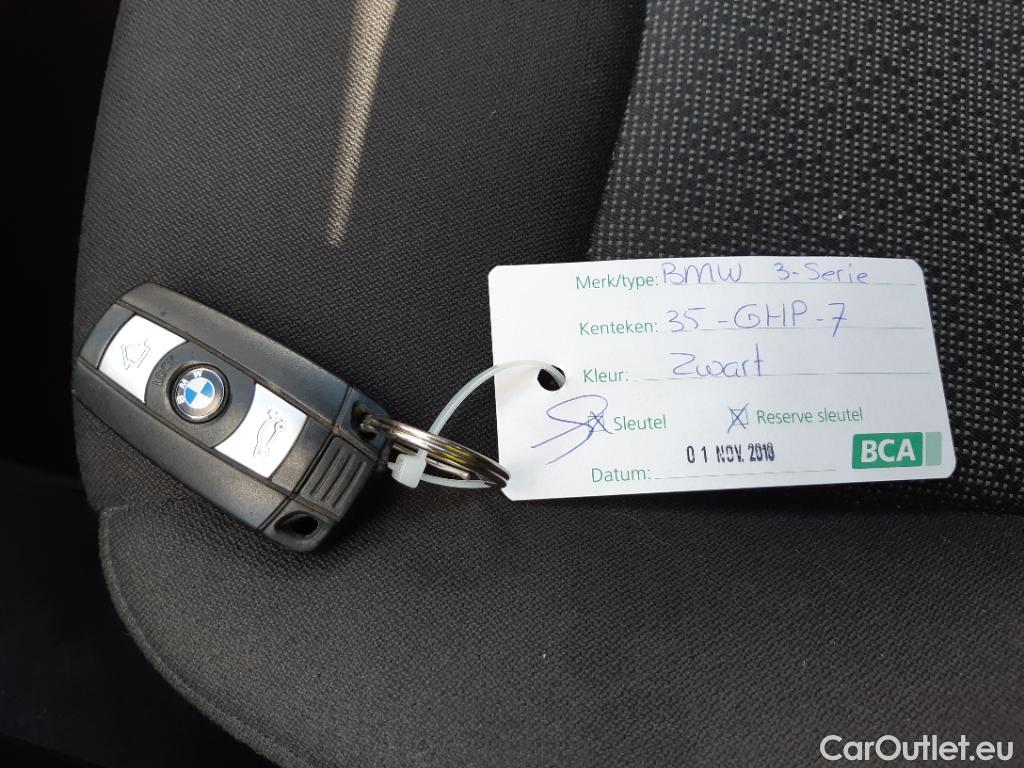 Merk/type: BMW 3-Serie
Kenteken: 35-GHP-7
Kleur: Zwart
Sleutel Reserve sleutel
Datum: 01 NOV. 2018
BCA
LOCK
BMW
CarOutlet.eu